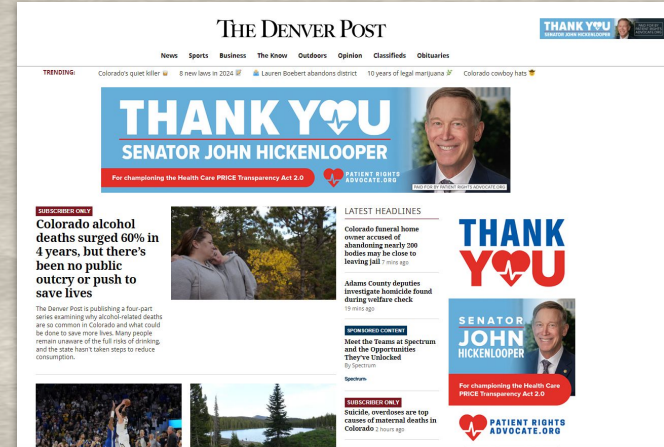 THE DENVER POST
THANK YOU
SENATOR JOHN HICKENLOOPER
News Sports Business The Know Outdoors Opinion Classifieds Obituaries
TRENDING: Colorado's quiet killer 8 new laws in 2024 Lauren Boebert abandons district 10 years of legal marijuana Colorado cowboy hats
THANK YOU
SENATOR JOHN HICKENLOOPER
For championing the Health Care PRICE Transparency Act 2.0
PATIENT RIGHTS
ADVOCATE.ORG
PAID FOR BY PATIENT RIGHTS ADVOCATE.ORG
SUBSCRIBER ONLY
Colorado alcohol
deaths surged 60% in
4 years, but there's
been no public
outcry or push to
save lives
The Denver Post is publishing a four-part
series examining why alcohol-related deaths
are so common in Colorado and what could
be done to save more lives. Many people
remain unaware of the full risks of drinking,
and the state hasn't taken steps to reduce
consumption.
LATEST HEADLINES
Colorado funeral home
owner accused of
abandoning nearly 200
bodies may be close to
leaving jail 7 mins ago
Adams County deputies
investigate homicide found
during welfare check
19 mins ago
SPONSORED CONTENT
Meet the Teams at Spectrum
and the Opportunities
They've Unlocked
By Spectrum
Spectrum
SUBSCRIBER ONLY
Suicide, overdoses are top
causes of maternal deaths in
Colorado 2 hours ago
THANK
YOU
SENATOR
JOHN
HICKENLOOPER
For championing the Health Care
PRICE Transparency Act 2.0
PATIENT RIGHTS
ADVOCATE.ORG